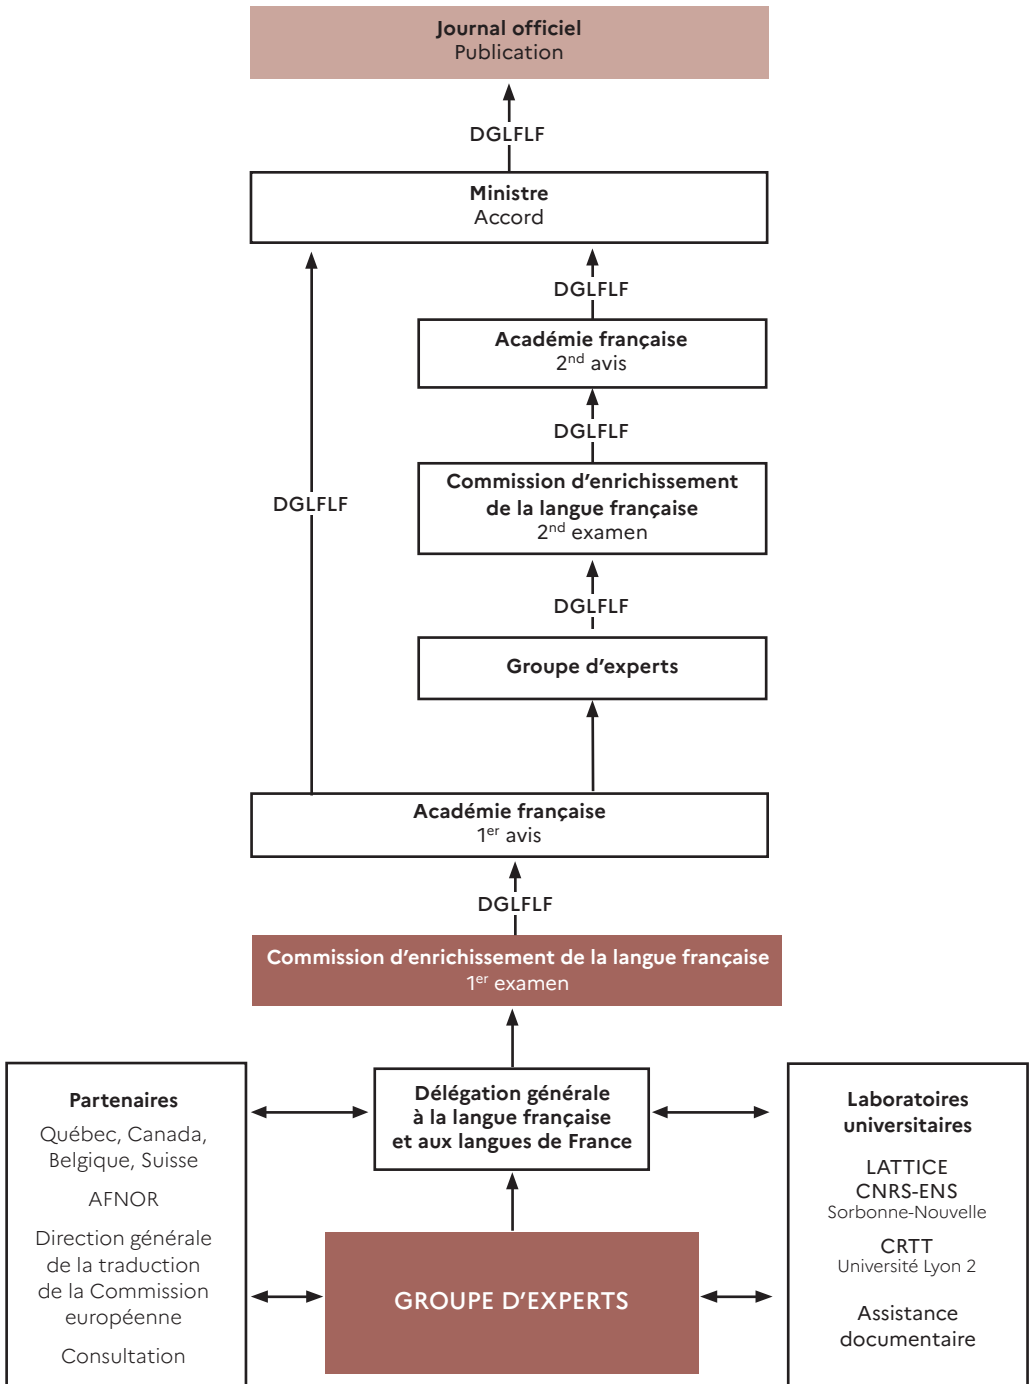 Journal officiel
Publication
DGLFLF
Ministre
Accord
DGLFLF
Académie française
2nd avis
DGLFLF
Commission d'enrichissement
de la langue française
2nd examen
DGLFLF
DGLFLF
Groupe d'experts
Académie française
1er avis
DGLFLF
Commission d'enrichissement de la langue française
1er examen
Délégation générale
à la langue française
et aux langues de France
Partenaires
Québec, Canada,
Belgique, Suisse
AFNOR
Direction générale
de la traduction
de la Commission
européenne
Consultation
GROUPE D'EXPERTS
Laboratoires
universitaires
LATTICE
CNRS-ENS
Sorbonne-Nouvelle
CRTT
Université Lyon 2
Assistance
documentaire